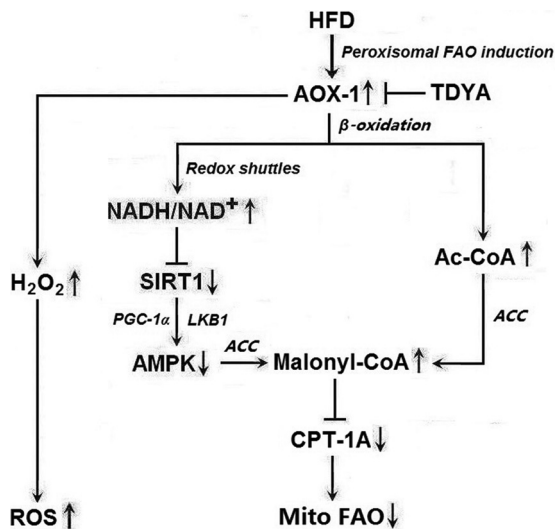 HFD
Peroxisomal FAO induction
AOX-1↑ TDYA
β-oxidation
Redox shuttles
NADH/NAD⁺ ↑
Ac-CoA ↑
H₂O₂ ↑ SIRT1↓
PGC-1α LKB1 ACC
AMPK↓ ACC Malonyl-CoA ↑
CPT-1A↓
ROS ↑ Mito FAO↓